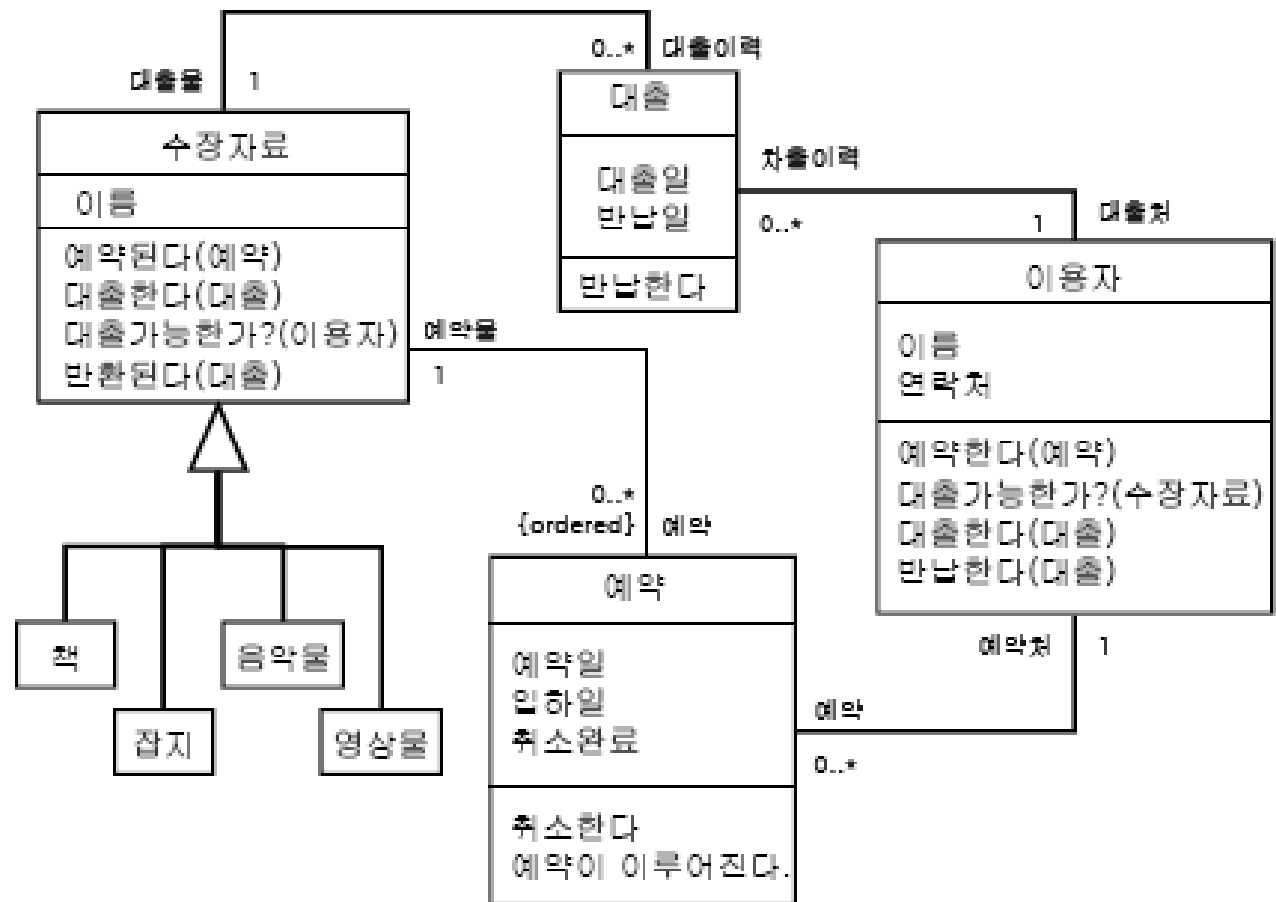 0..* 대출이력
대출물 1
대출
대출일
반납일
반납한다
수장자료
이름
예약된다(예약)
대출한다(대출)
대출가능한가?(이용자)
반환된다(대출)
차출이력
0..*
1 대출처
이용자
이름
연락처
예약한다(예약)
대출가능한가?(수장자료)
대출한다(대출)
반납한다(대출)
예약물
1
0..*
{ordered} 예약
예약
예약일
입하일
취소완료
취소한다
예약이 이루어진다.
예약처 1
예약
0..*
책
음악물
잡지
영상물